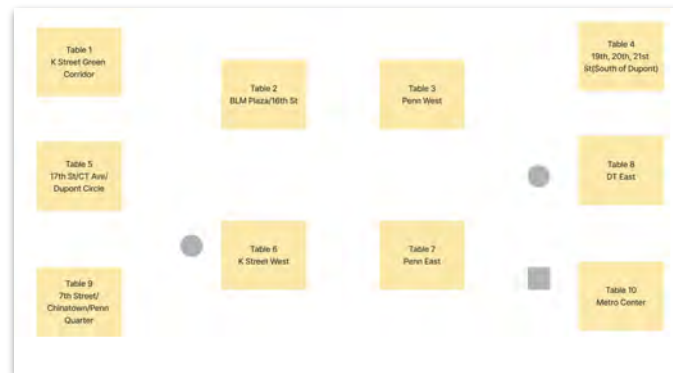 Table 1
K Street Green
Corridor
Table 2
BLM Plaza/16th St
Table 3
Penn West
Table 4
19th, 20th, 21st
St(South of Dupont)
Table 5
17th St/CT Ave/
Dupont Circle
Table 6
K Street West
Table 7
Penn East
Table 8
DT East
Table 9
7th Street/
Chinatown/Penn
Quarter
Table 10
Metro Center